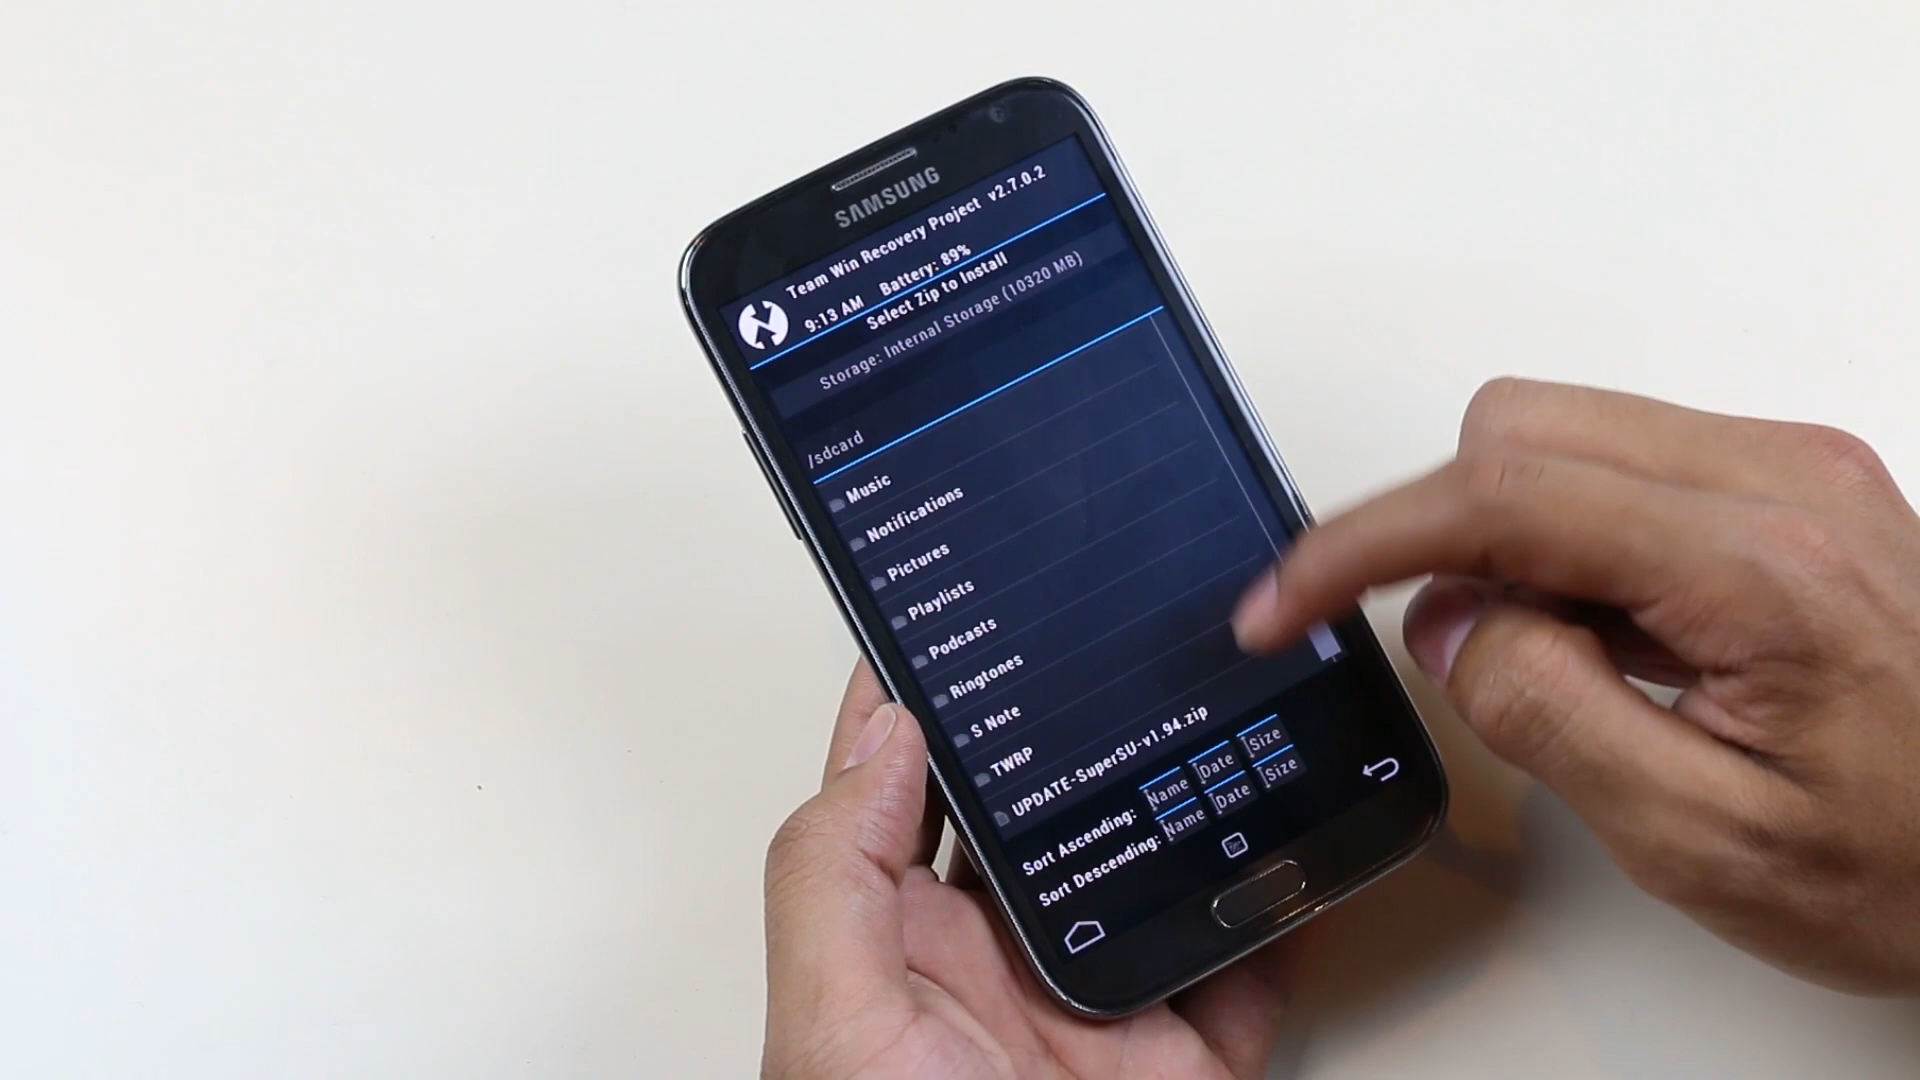 SAMSUNG
Team Win Recovery Project v2.7.0.2
9:13 AM Battery: 89%
Select Zip to Install
Storage: Internal Storage (10320 MB)
/sdcard
Music
Notifications
Pictures
Playlists
Podcasts
Ringtones
S Note
TWRP
UPDATE-SuperSU-v1.94.zip
Sort Ascending: Name Date Size
Sort Descending: Name Date Size